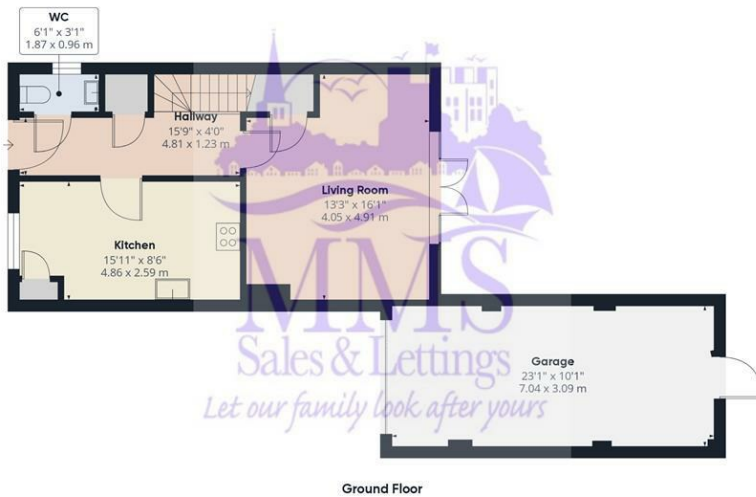 WC
6'1" x 3'1"
1.87 x 0.96 m
Hallway
15'9" x 4'0"
4.81 x 1.23 m
Living Room
13'3" x 16'1"
4.05 x 4.91 m
Kitchen
15'11" x 8'6"
4.86 x 2.59 m
MMS
Sales & Lettings
Let our family look after yours
Garage
23'1" x 10'1"
7.04 x 3.09 m
Ground Floor